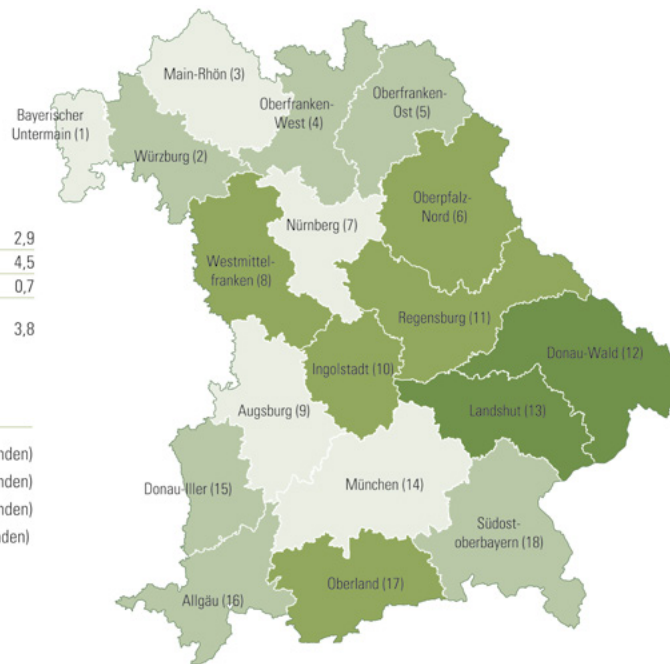 Main-Rhön (3)
Oberfranken-
West (4)
Oberfranken-
Ost (5)
Bayerischer
Untermain (1)
Würzburg (2)
Oberpfalz-
Nord (6)
Nürnberg (7)
2,9
4,5
0,7
3,8
Westmittel-
franken (8)
Regensburg (11)
Donau-Wald (12)
Ingolstadt (10)
Augsburg (9)
Landshut (13)
nden)
nden)
nden)
nden)
Donau-Iller (15)
München (14)
Südost-
oberbayern (18)
Allgäu (16)
Oberland (17)